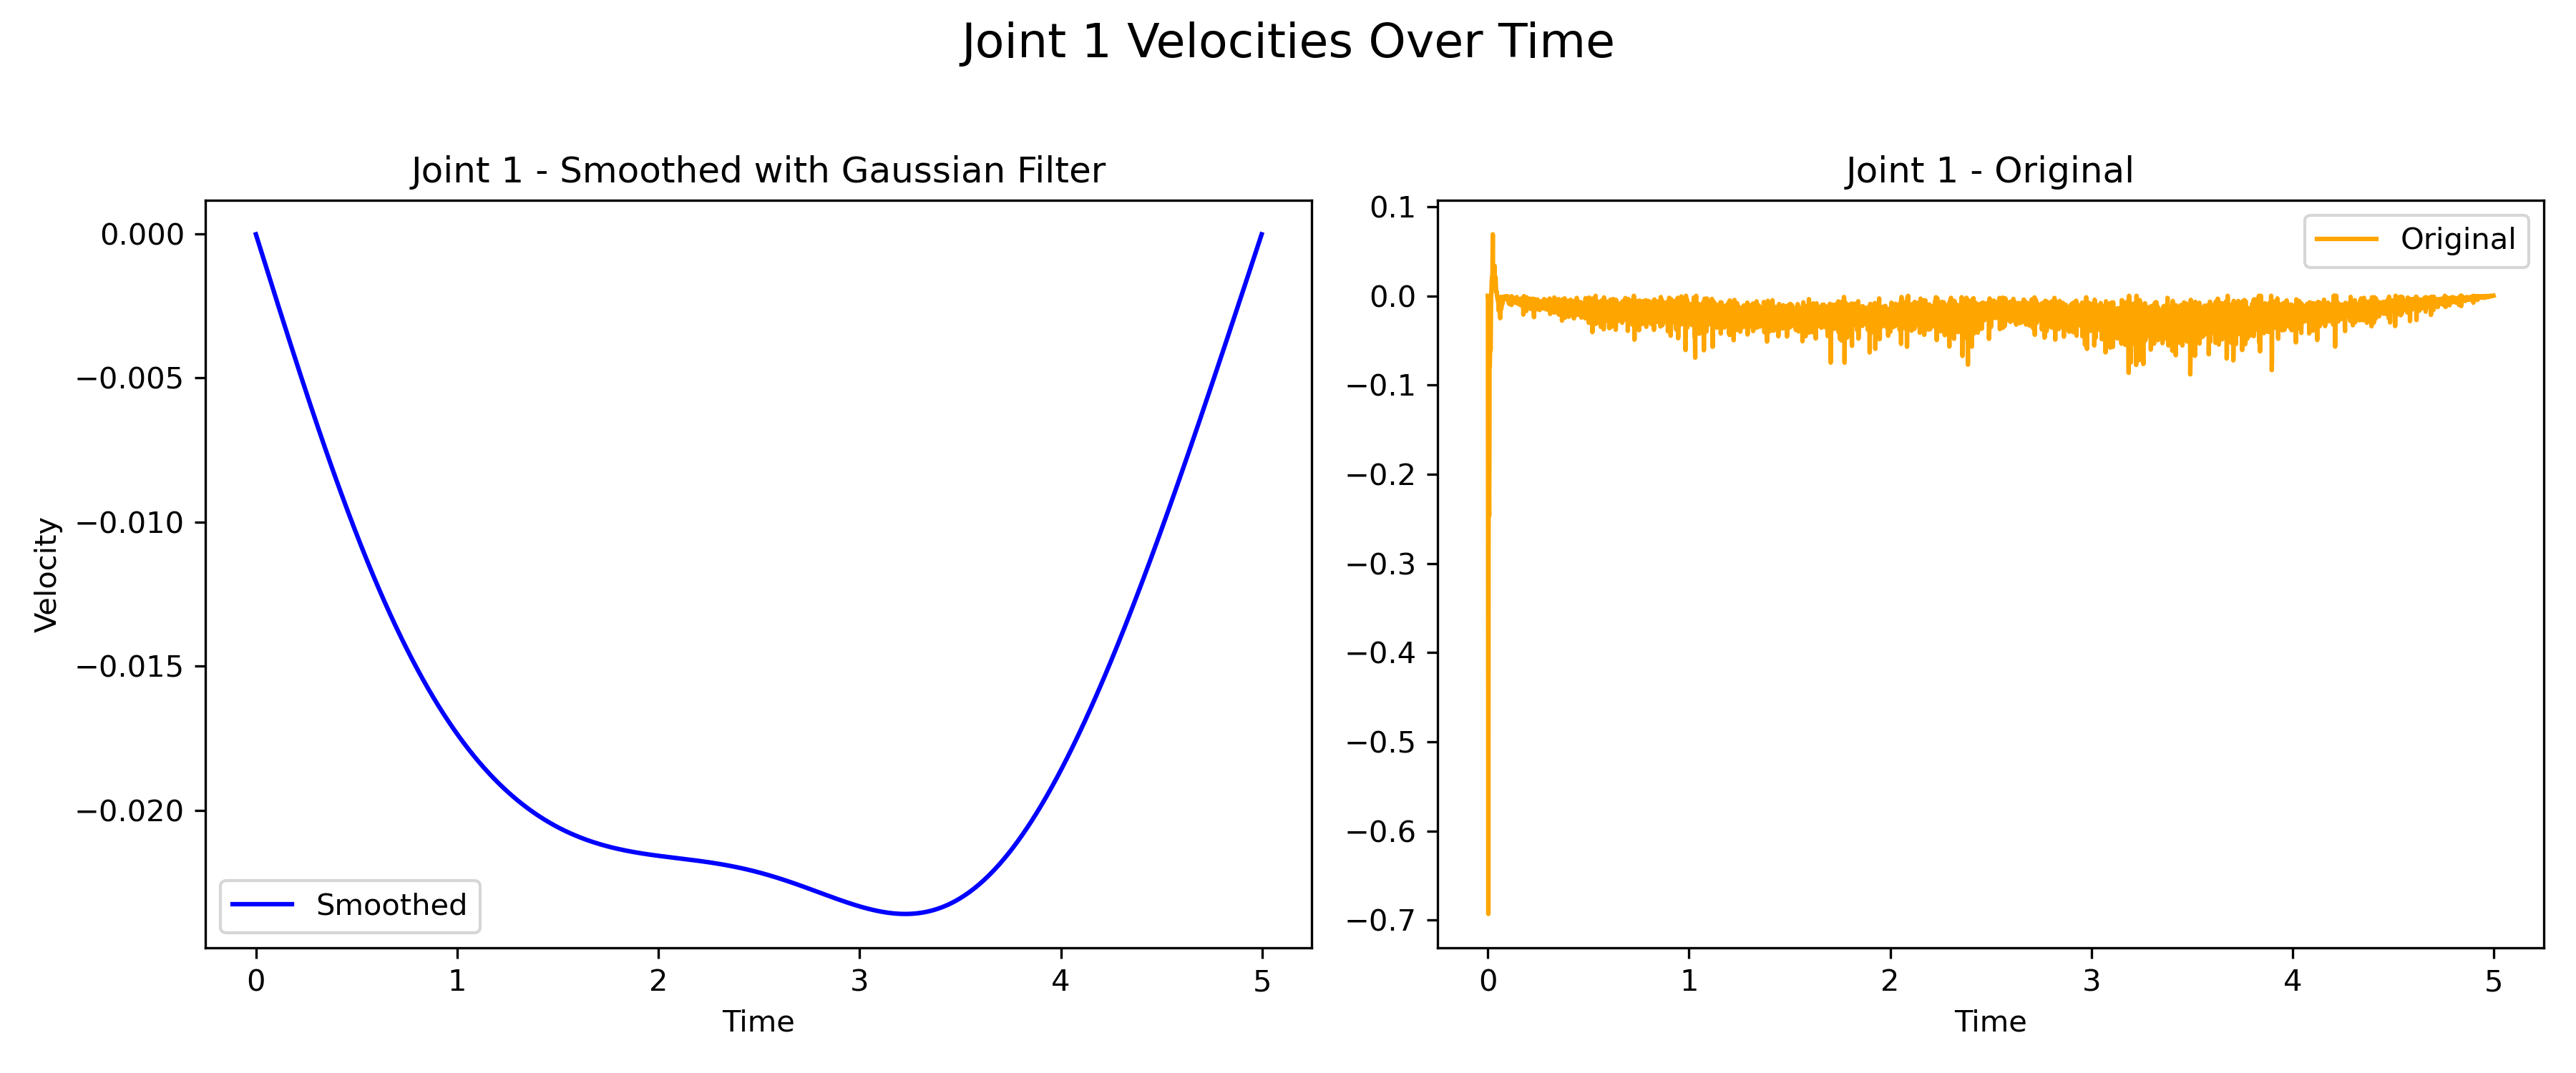 Joint 1 Velocities Over Time
Joint 1 - Smoothed with Gaussian Filter
0.000
−0.005
−0.010
−0.015
−0.020
Velocity
Smoothed
0 1 2 3 4 5
Time
Joint 1 - Original
0.1
0.0
−0.1
−0.2
−0.3
−0.4
−0.5
−0.6
−0.7
Original
0 1 2 3 4 5
Time